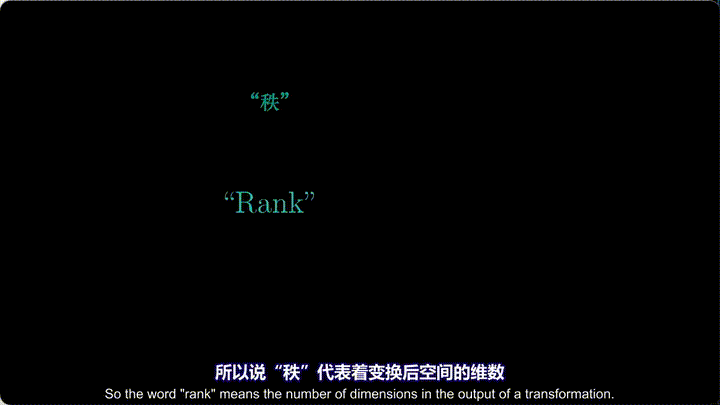 “秩”
“Rank”
所以说“秩”代表着变换后空间的维数
So the word "rank" means the number of dimensions in the output of a transformation.